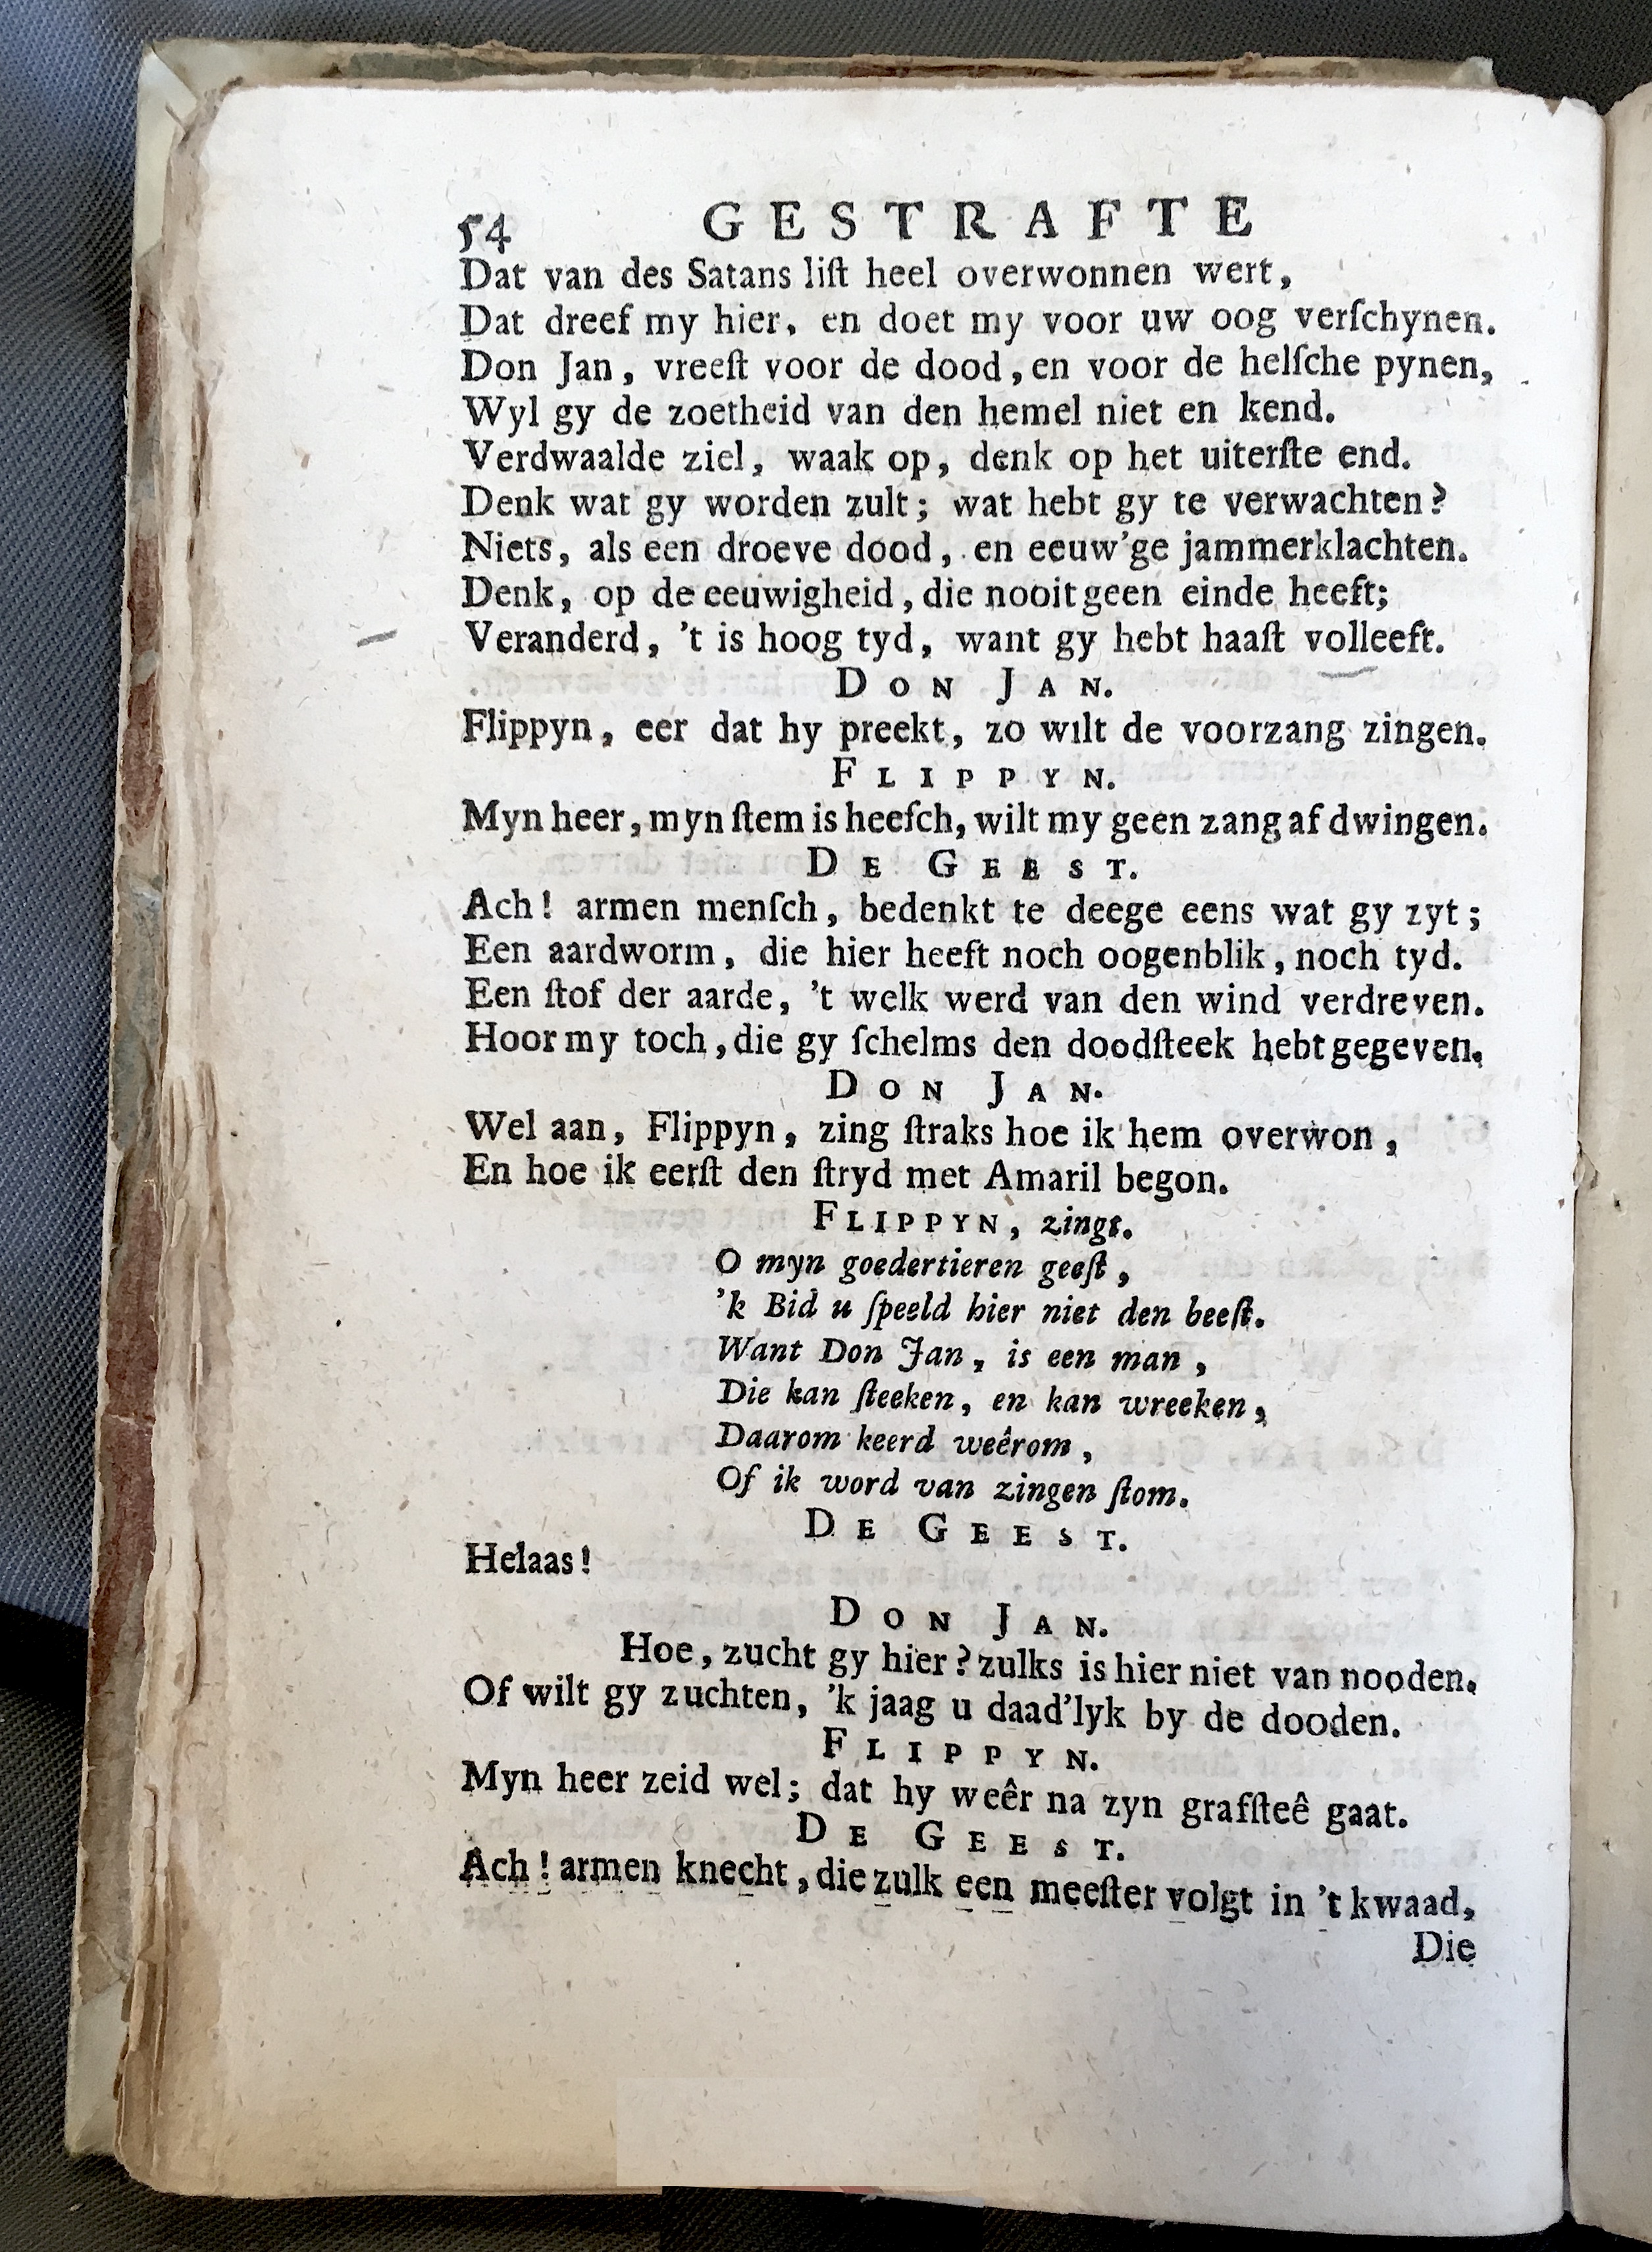 54 GESTRAFTE
Dat van des Satans liſt heel overwonnen wert,
Dat dreef my hier, en doet my voor uw oog verſchynen.
Don Jan, vreeſt voor de dood, en voor de helſche pynen,
Wyl gy de zoetheid van den hemel niet en kend.
Verdwaalde ziel, waak op, denk op het uiterſte end.
Denk wat gy worden zult; wat hebt gy te verwachten?
Niets, als een droeve dood, en eeuw'ge jammerklachten.
Denk, op de eeuwigheid, die nooit geen einde heeft;
Veranderd, 't is hoog tyd, want gy hebt haaſt volleeft.
DON JAN.
Flippyn, eer dat hy preekt, zo wilt de voorzang zingen.
FLIPPYN.
Myn heer, myn ſtem is heeſch, wilt my geen zang af dwingen.
DE GEEST.
Ach! armen menſch, bedenkt te deege eens wat gy zyt;
Een aardworm, die hier heeft noch oogenblik, noch tyd.
Een ſtof der aarde, 't welk werd van den wind verdreven.
Hoor my toch, die gy ſchelms den doodſteek hebt gegeven.
DON JAN.
Wel aan, Flippyn, zing ſtraks hoe ik hem overwon,
En hoe ik eerſt den ſtryd met Amaril begon.
FLIPPYN, zingt.
O myn goedertieren geeſt,
'k Bid u ſpeeld hier niet den beeſt.
Want Don Jan, is een man,
Die kan ſteeken, en kan wreeken,
Daarom keerd weêrom,
Of ik word van zingen ſtom.
DE GEEST.
Helaas!
DON JAN.
Hoe, zucht gy hier? zulks is hier niet van nooden.
Of wilt gy zuchten, 'k jaag u daad'lyk by de dooden.
FLIPPYN.
Myn heer zeid wel; dat hy weêr na zyn grafſteê gaat.
DE GEEST.
Ach! armen knecht, die zulk een meeſter volgt in 't kwaad,
Die